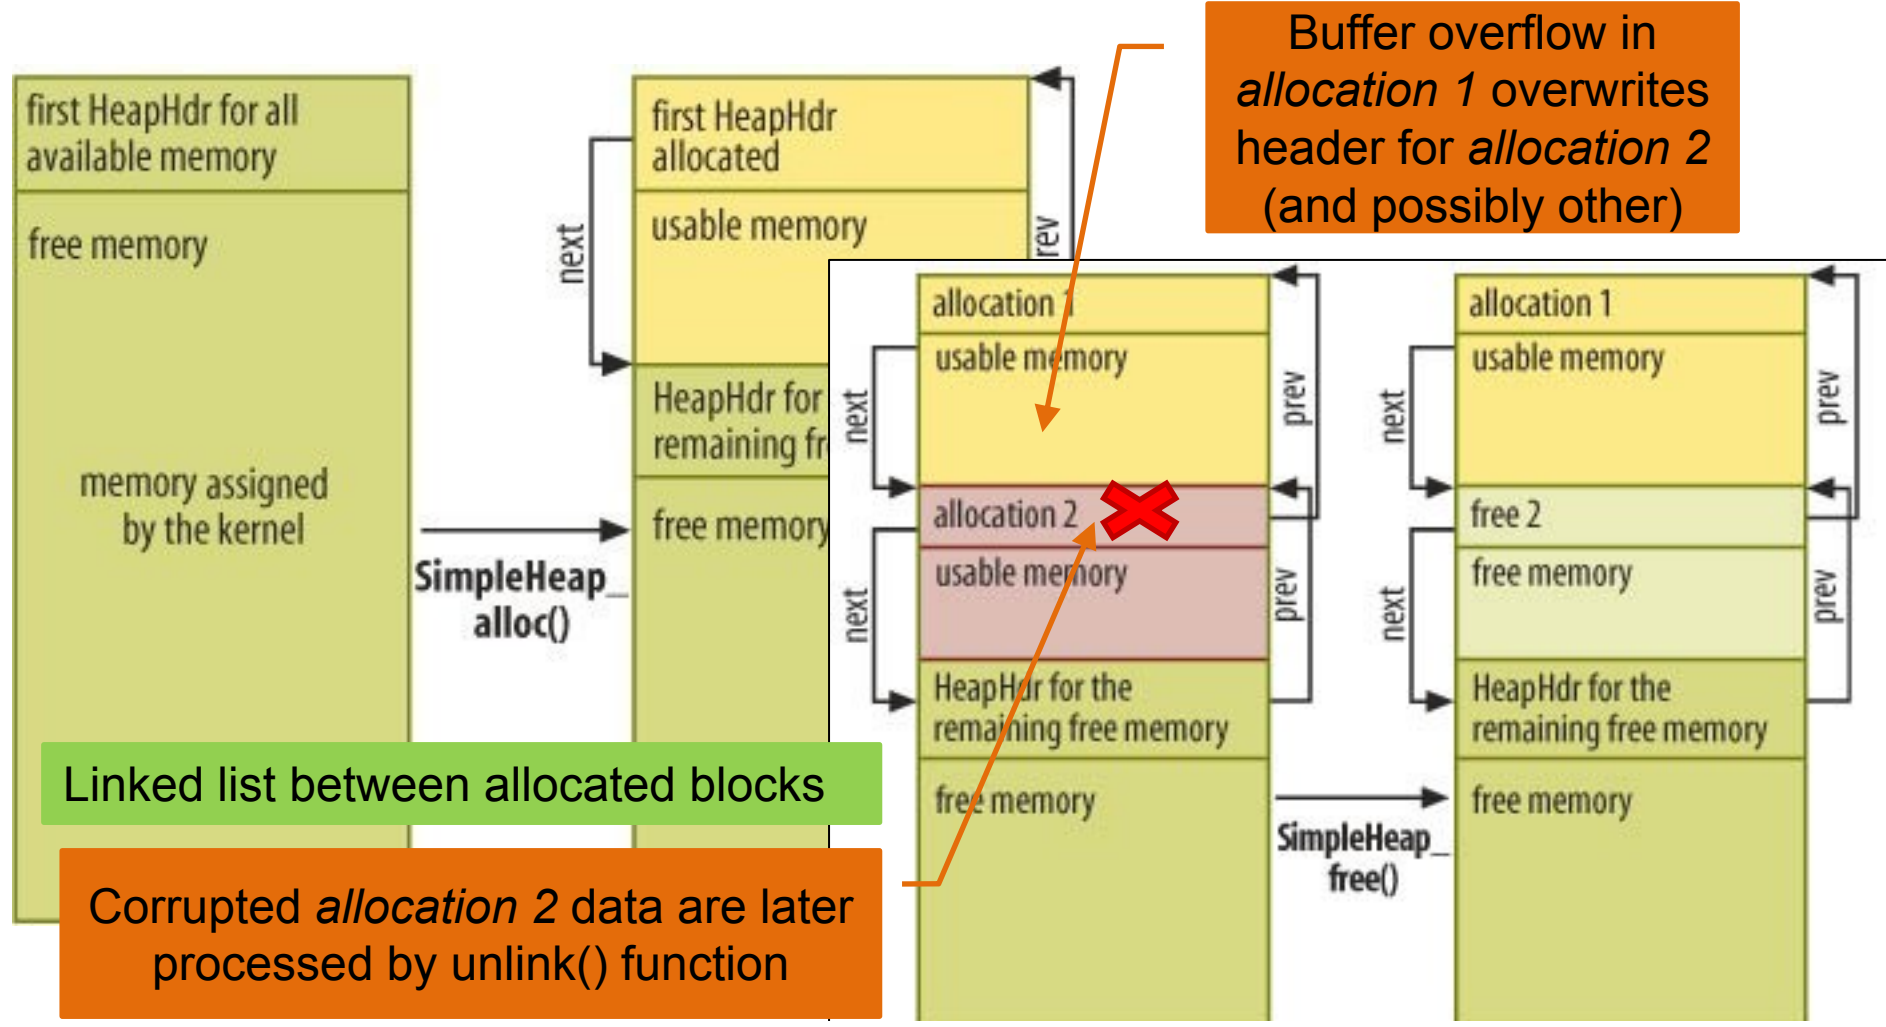 first HeapHdr for all
available memory
free memory
memory assigned
by the kernel
SimpleHeap_
alloc()
first HeapHdr
allocated
usable memory
next
HeapHdr for
remaining
free memory
Buffer overflow in
allocation 1 overwrites
header for allocation 2
(and possibly other)
allocation 1
usable memory
next
prev
allocation 2
usable memory
next
prev
HeapHdr for the
remaining free memory
free memory
SimpleHeap_
free()
allocation 1
usable memory
next
prev
free 2
free memory
next
prev
HeapHdr for the
remaining free memory
free memory
Linked list between allocated blocks
Corrupted allocation 2 data are later
processed by unlink() function